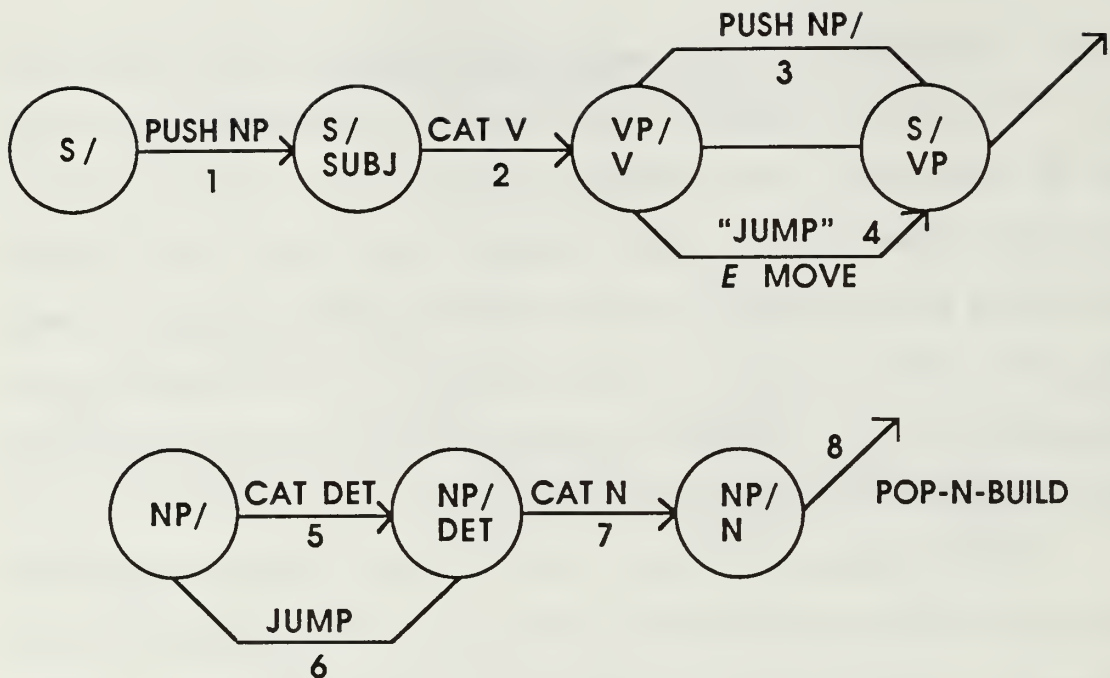 PUSH NP/
3
S/
PUSH NP
1
S/
SUBJ
CAT V
2
VP/
V
S/
VP
"JUMP" 4
E MOVE
NP/
CAT DET
5
NP/
DET
CAT N
7
NP/
N
8
POP-N-BUILD
JUMP
6